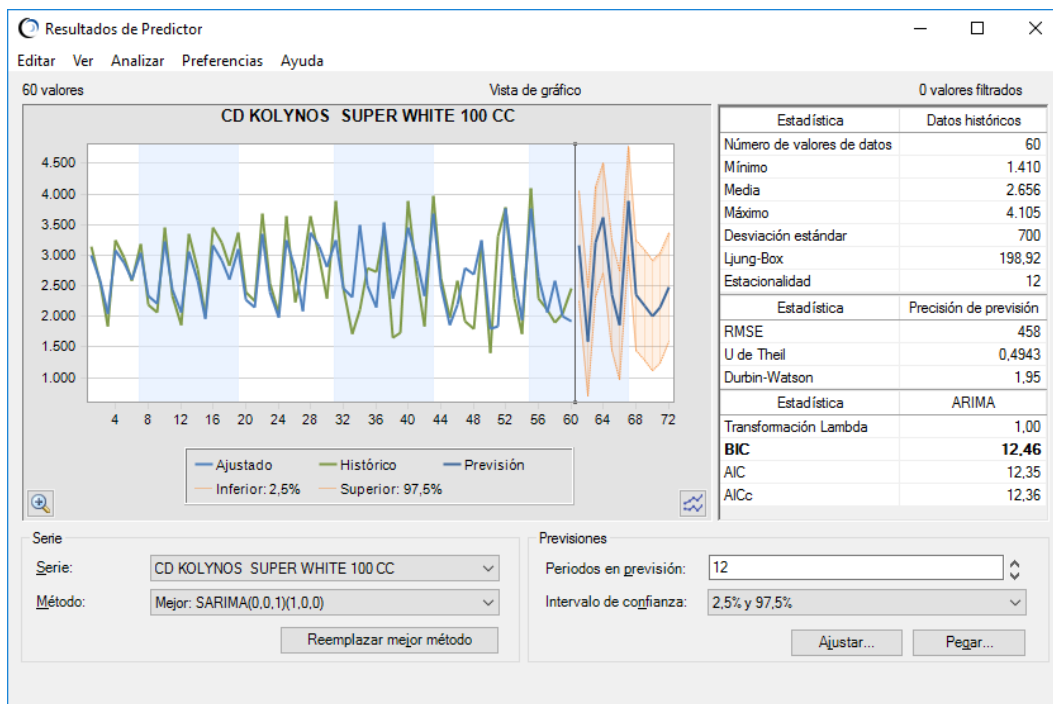 Resultados de Predictor
Editar Ver Analizar Preferencias Ayuda
60 valores Vista de gráfico 0 valores filtrados
CD KOLYNOS SUPER WHITE 100 CC
4.500
4.000
3.500
3.000
2.500
2.000
1.500
1.000
4 8 12 16 20 24 28 32 36 40 44 48 52 56 60 64 68 72
Ajustado Histórico Previsión
Inferior: 2,5% Superior: 97,5%
Estadística Datos históricos
Número de valores de datos 60
Mínimo 1.410
Media 2.656
Máximo 4.105
Desviación estándar 700
Ljung-Box 198,92
Estacionalidad 12
Estadística Precisión de previsión
RMSE 458
U de Theil 0,4943
Durbin-Watson 1,95
Estadística ARIMA
Transformación Lambda 1,00
BIC 12,46
AIC 12,35
AICc 12,36
Serie
Serie: CD KOLYNOS SUPER WHITE 100 CC
Método: Mejor: SARIMA(0,0,1)(1,0,0)
Reemplazar mejor método
Previsiones
Periodos en previsión: 12
Intervalo de confianza: 2,5% y 97,5%
Ajustar... Pegar...